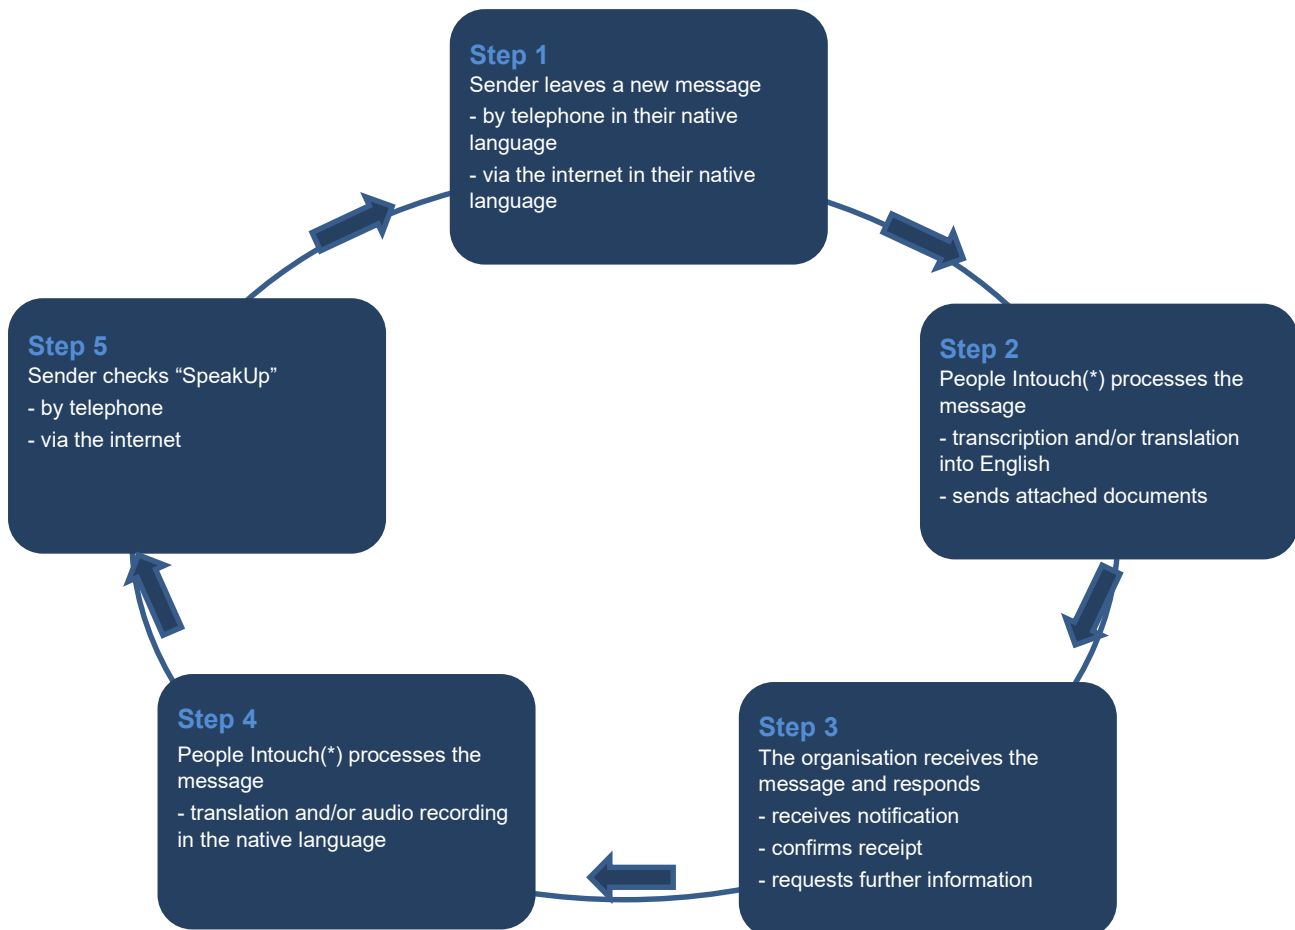 Step 1
Sender leaves a new message
- by telephone in their native
language
- via the internet in their native
language
Step 2
People Intouch(*) processes the
message
- transcription and/or translation
into English
- sends attached documents
Step 3
The organisation receives the
message and responds
- receives notification
- confirms receipt
- requests further information
Step 4
People Intouch(*) processes the
message
- translation and/or audio recording
in the native language
Step 5
Sender checks “SpeakUp”
- by telephone
- via the internet